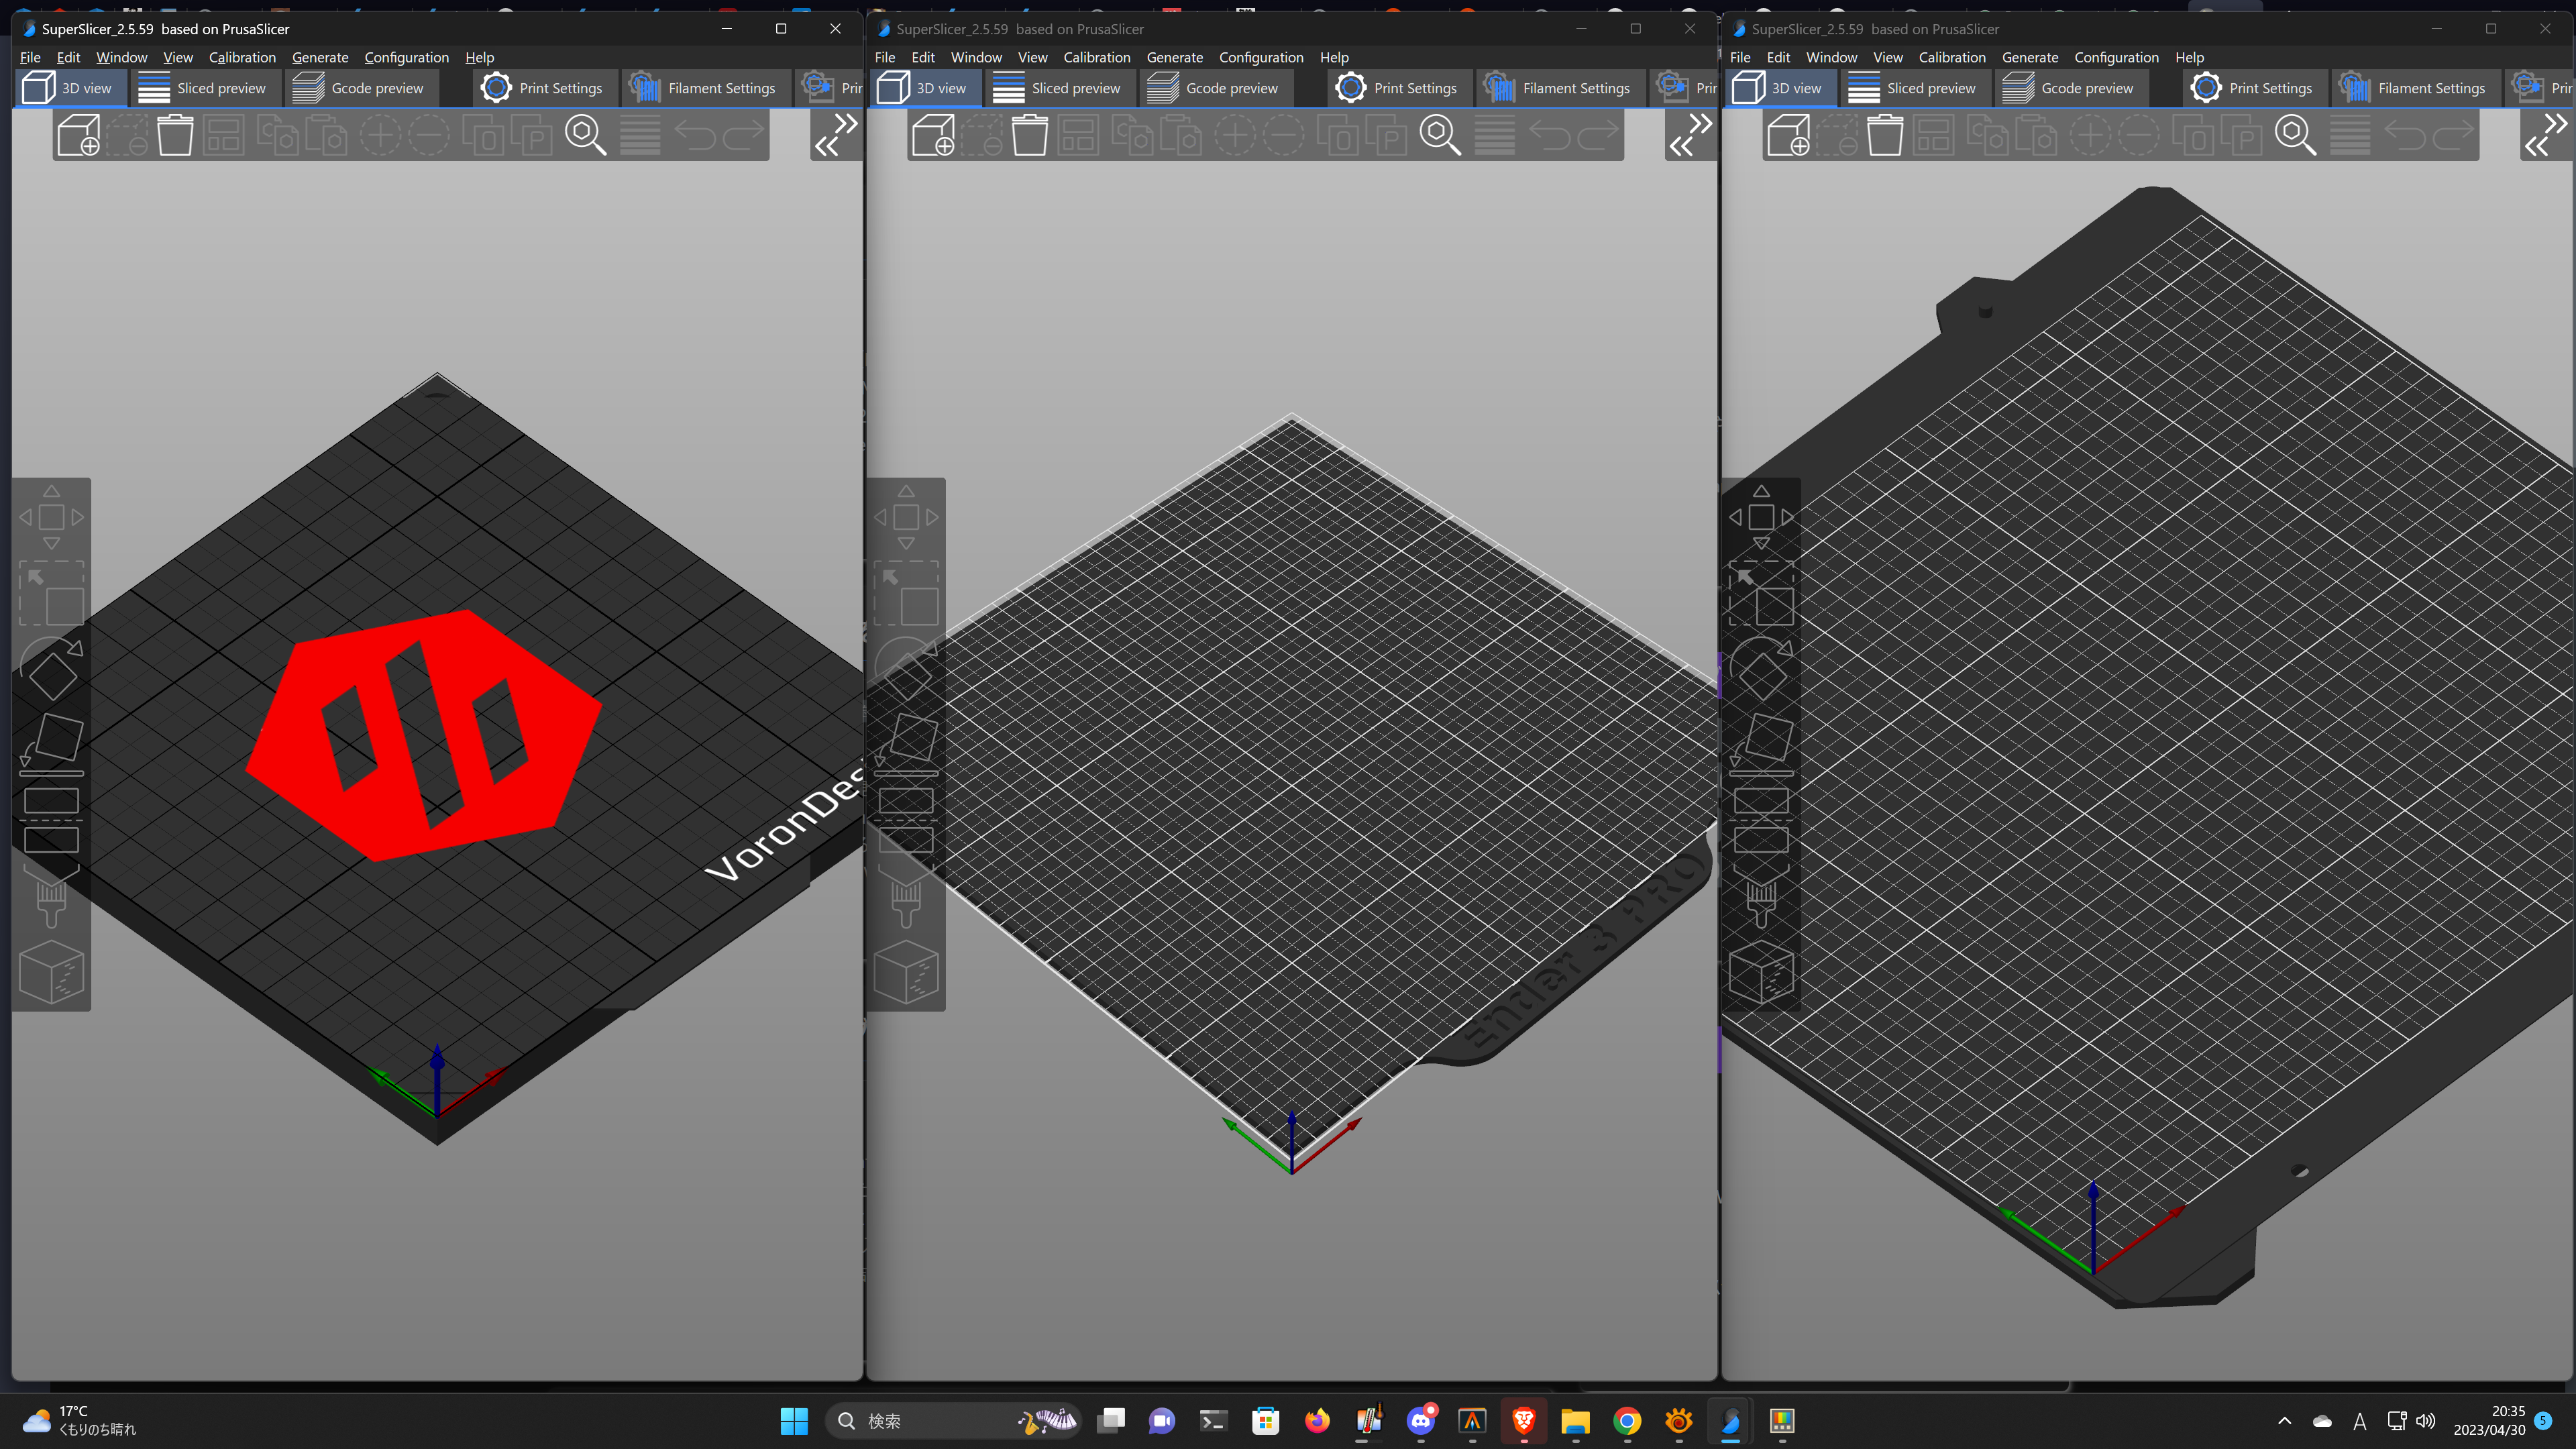 SuperSlicer_2.5.59 based on PrusaSlicer
File Edit Window View Calibration Generate Configuration Help
3D view Sliced preview Gcode preview Print Settings Filament Settings
VoronDes
SuperSlicer_2.5.59 based on PrusaSlicer
File Edit Window View Calibration Generate Configuration Help
3D view Sliced preview Gcode preview Print Settings Filament Settings
Ender 3 PRO
SuperSlicer_2.5.59 based on PrusaSlicer
File Edit Window View Calibration Generate Configuration Help
3D view Sliced preview Gcode preview Print Settings Filament Settings
17°C
くもりのち晴れ
検索
A
20:35
2023/04/30
5